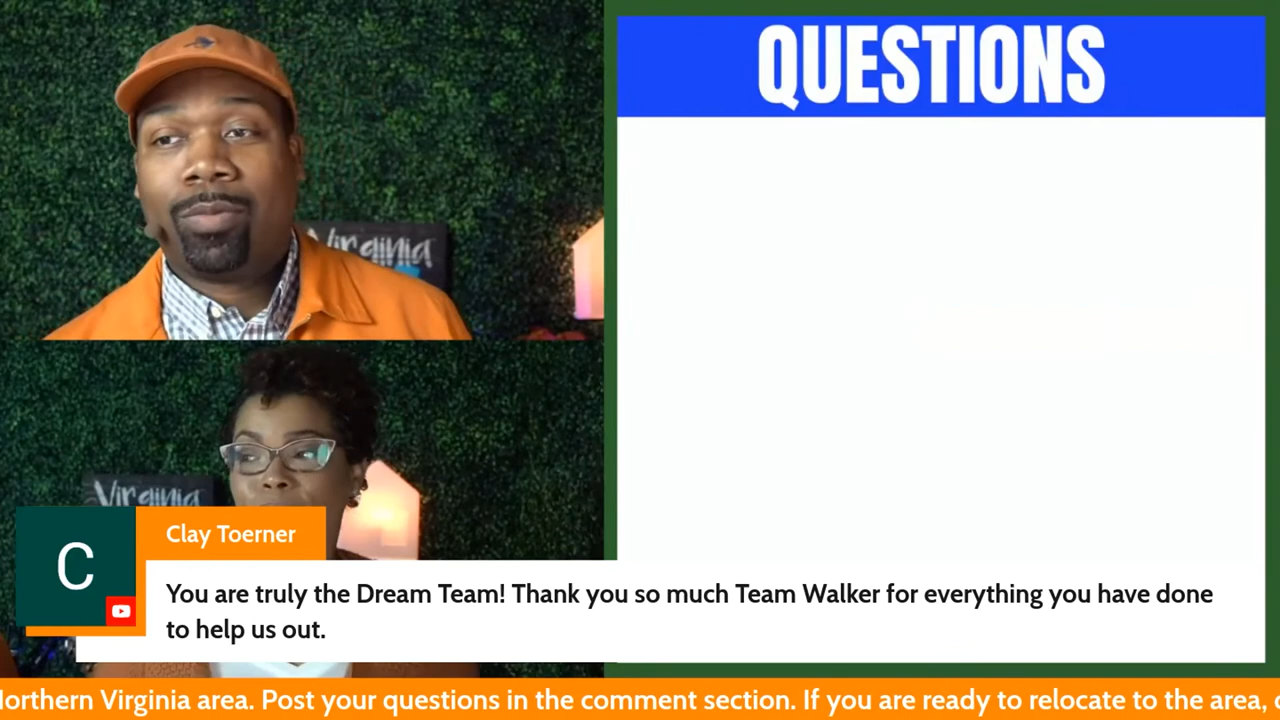 QUESTIONS
Virginia
Virginia
C
Clay Toerner
You are truly the Dream Team! Thank you so much Team Walker for everything you have done
to help us out.
Northern Virginia area. Post your questions in the comment section. If you are ready to relocate to the area,